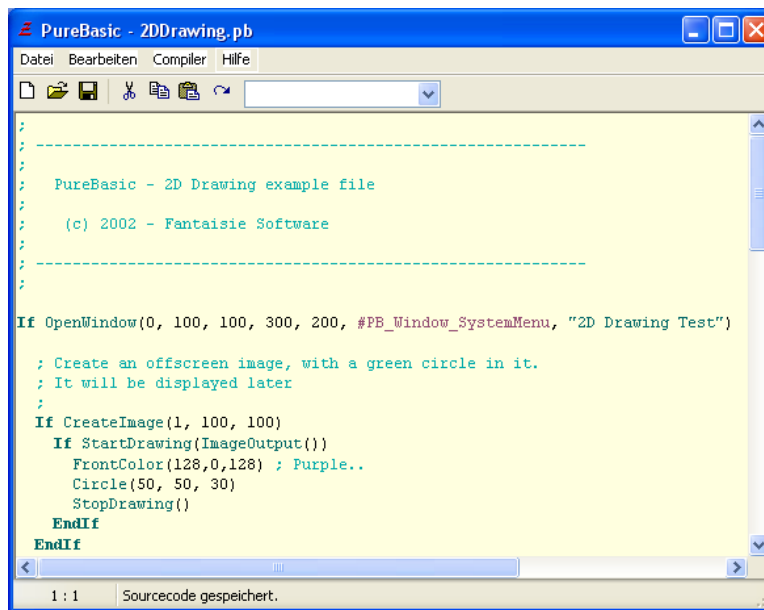 PureBasic - 2DDrawing.pb
Datei Bearbeiten Compiler Hilfe
;
; ------------------------------------------------------------
;
;   PureBasic - 2D Drawing example file
;
;    (c) 2002 - Fantaisie Software
;
; ------------------------------------------------------------
;
If OpenWindow(0, 100, 100, 300, 200, #PB_Window_SystemMenu, "2D Drawing Test")
  ; Create an offscreen image, with a green circle in it.
  ; It will be displayed later
  ;
  If CreateImage(1, 100, 100)
    If StartDrawing(ImageOutput())
      FrontColor(128,0,128) ; Purple..
      Circle(50, 50, 30)
      StopDrawing()
    EndIf
  EndIf
1 : 1 Sourcecode gespeichert.